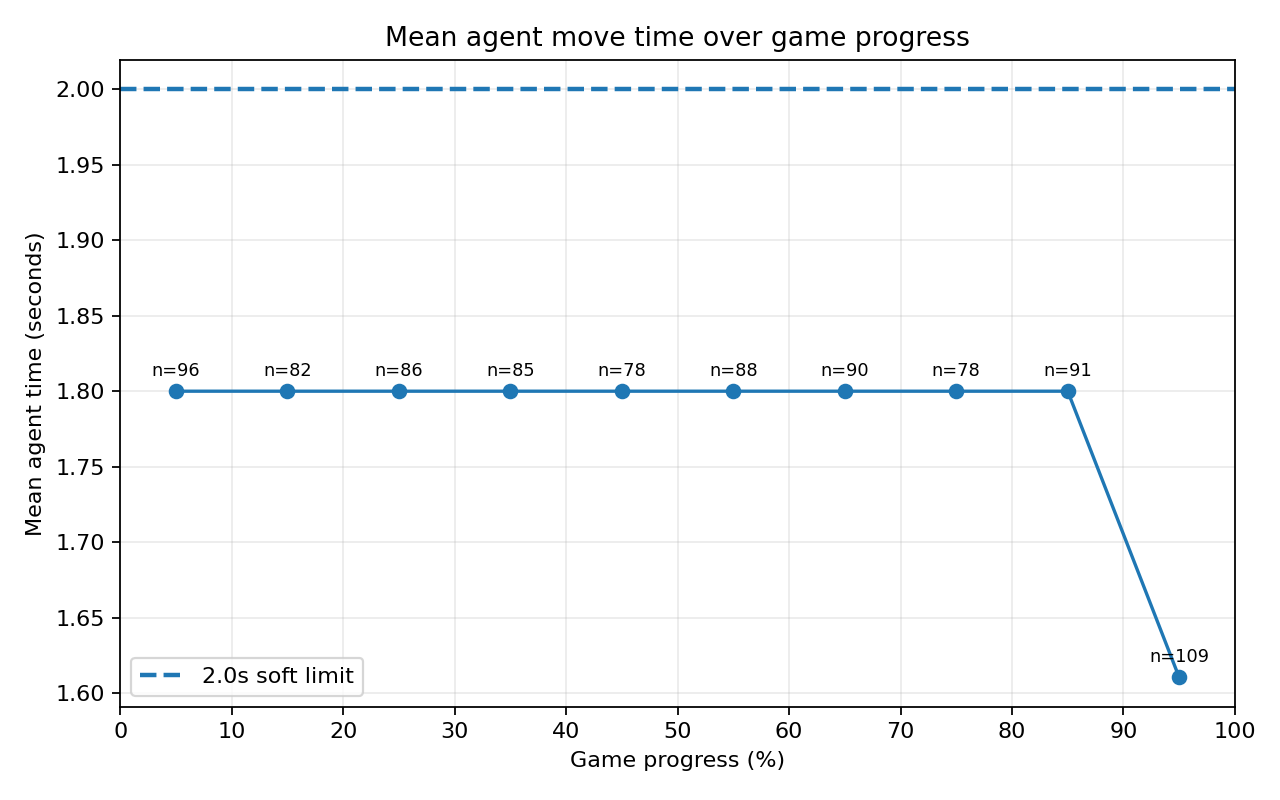 Mean agent move time over game progress
Mean agent time (seconds)
2.00
1.95
1.90
1.85
1.80
1.75
1.70
1.65
1.60
n=96
n=82
n=86
n=85
n=78
n=88
n=90
n=78
n=91
n=109
2.0s soft limit
0
10
20
30
40
50
60
70
80
90
100
Game progress (%)